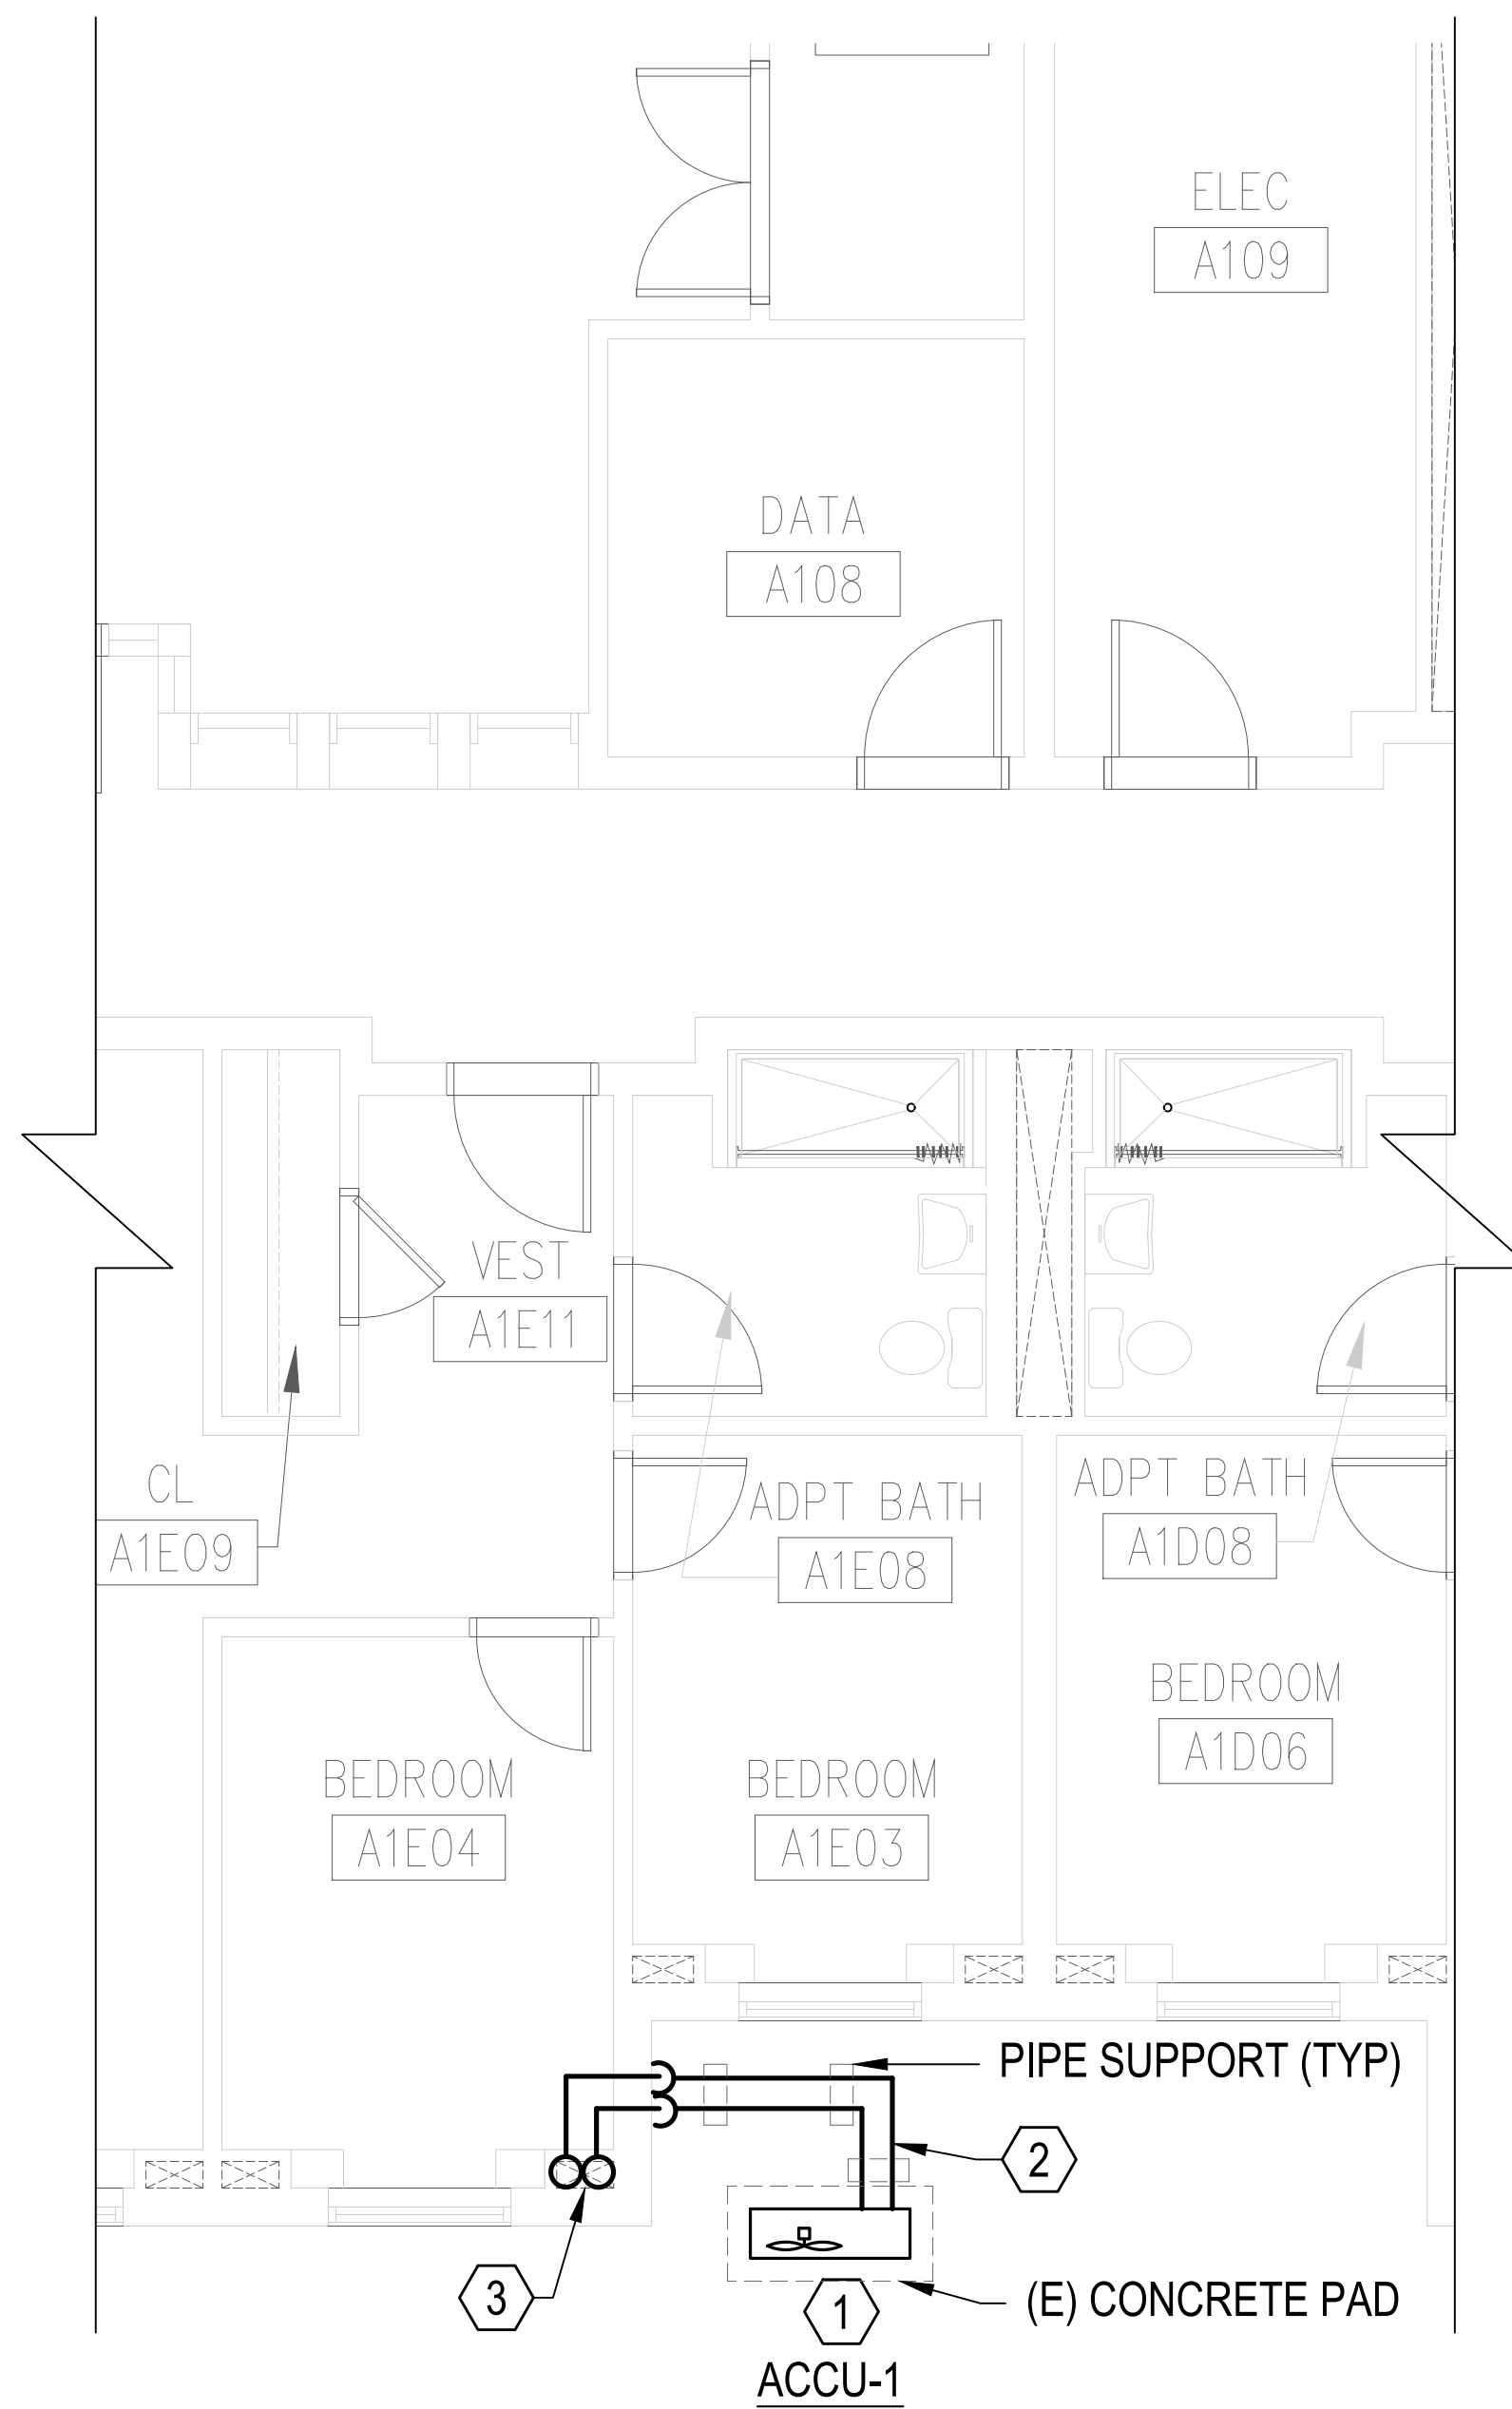 ELEC
A109
DATA
A108
VEST
A1E11
CL
A1E09
ADPT BATH
A1E08
ADPT BATH
A1D08
BEDROOM
A1D06
BEDROOM
A1E04
BEDROOM
A1E03
PIPE SUPPORT (TYP)
2
3
1
(E) CONCRETE PAD
ACCU-1